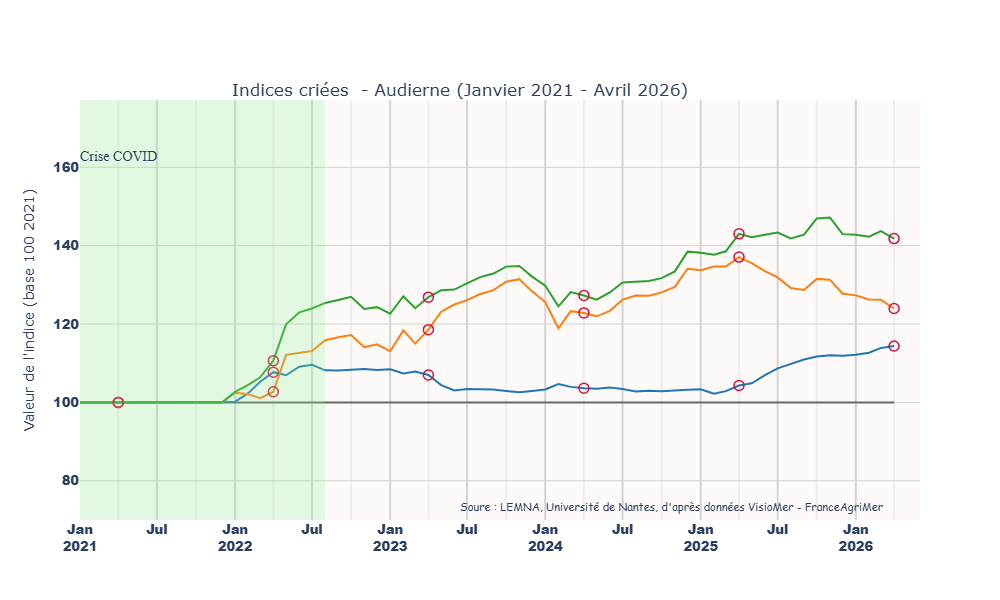 Indices criées - Audierne (Janvier 2021 - Avril 2026)
Crise COVID
160
140
120
100
80
Valeur de l'indice (base 100 2021)
Soure : LEMNA, Université de Nantes, d'après données VisioMer - FranceAgriMer
Jan Jul Jan Jul Jan Jul Jan Jul Jan Jul Jan
2021 2022 2023 2024 2025 2026